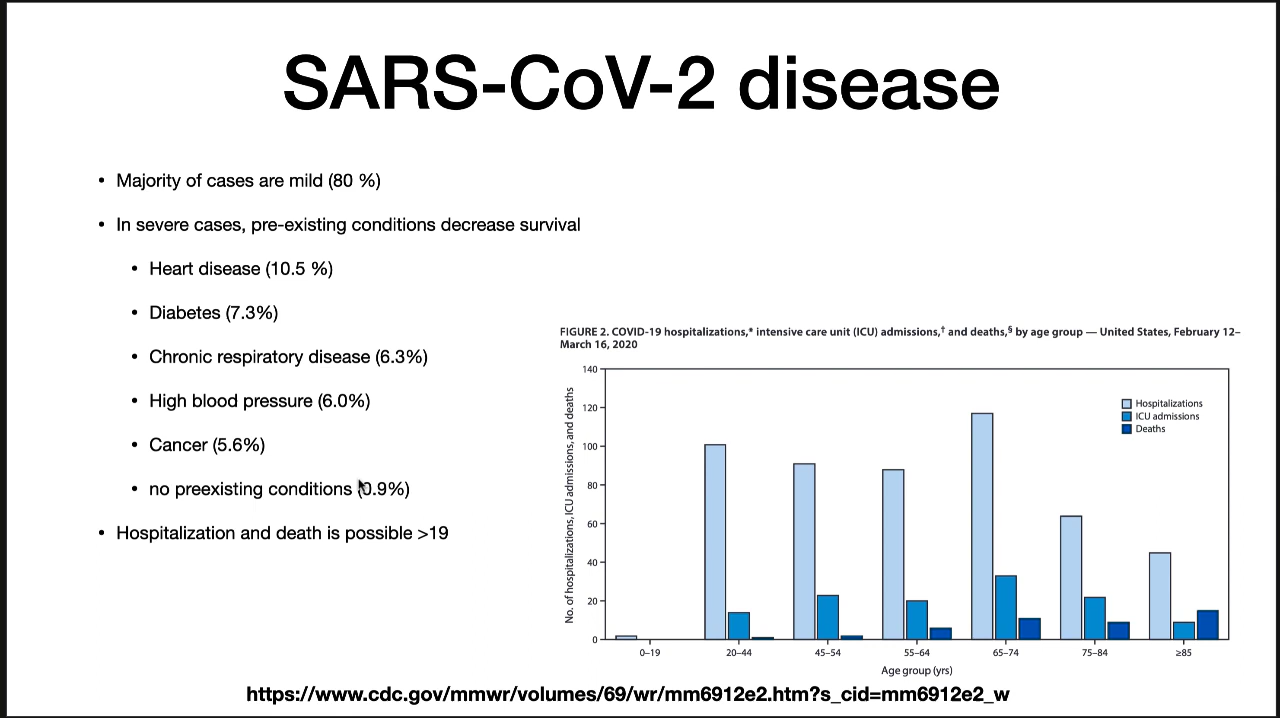 SARS-CoV-2 disease
• Majority of cases are mild (80 %)
• In severe cases, pre-existing conditions decrease survival
• Heart disease (10.5 %)
• Diabetes (7.3%)
• Chronic respiratory disease (6.3%)
• High blood pressure (6.0%)
• Cancer (5.6%)
• no preexisting conditions (0.9%)
• Hospitalization and death is possible >19
FIGURE 2. COVID-19 hospitalizations,* intensive care unit (ICU) admissions,† and deaths,§ by age group — United States, February 12–
March 16, 2020
No. of hospitalizations, ICU admissions, and deaths
140
120
100
80
60
40
20
0
Hospitalizations
ICU admissions
Deaths
0–19 20–44 45–54 55–64 65–74 75–84 ≥85
Age group (yrs)
https://www.cdc.gov/mmwr/volumes/69/wr/mm6912e2.htm?s_cid=mm6912e2_w